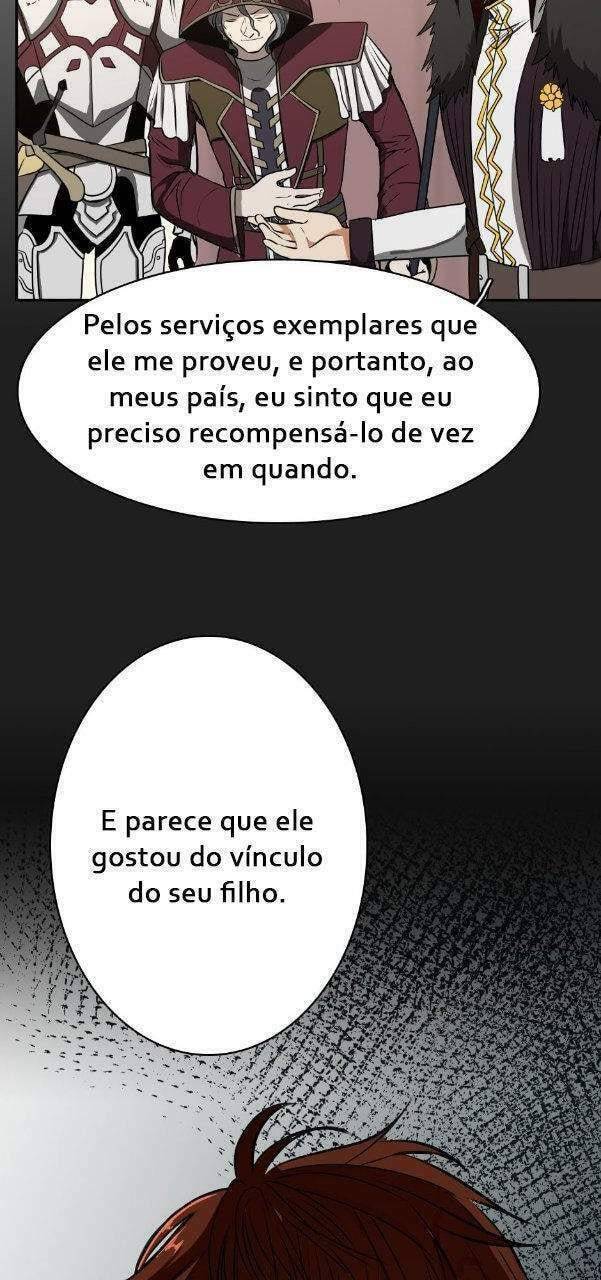 Pelos serviços exemplares que
ele me proveu, e portanto, ao
meus país, eu sinto que eu
preciso recompensá-lo de vez
em quando.
E parece que ele
gostou do vínculo
do seu filho.